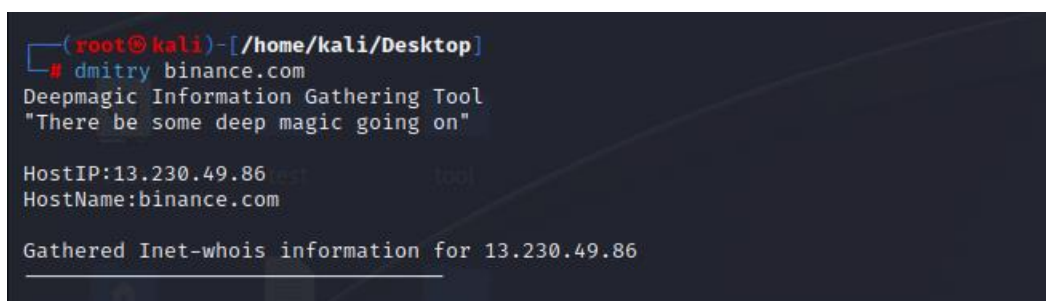 (root㉿kali)-[/home/kali/Desktop]
# dmitry binance.com
Deepmagic Information Gathering Tool
"There be some deep magic going on"
HostIP:13.230.49.86
HostName:binance.com
Gathered Inet-whois information for 13.230.49.86